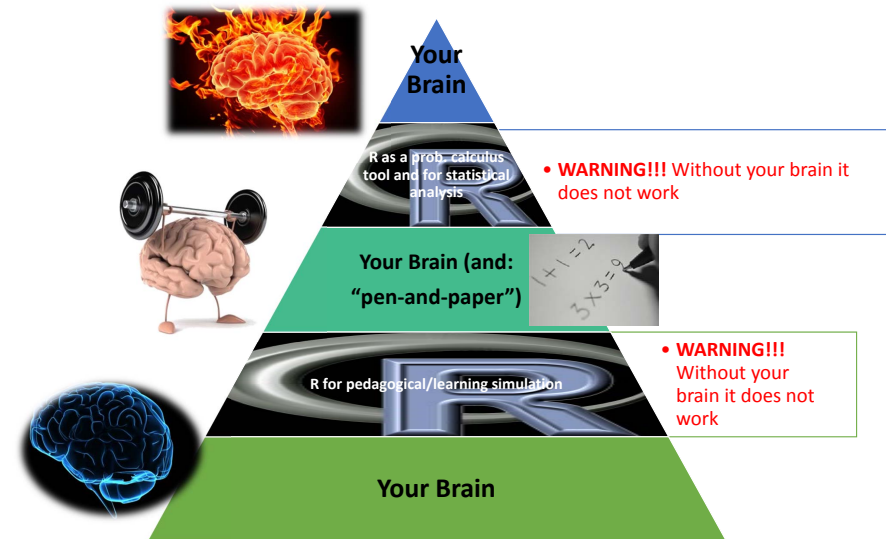 Your
Brain
R as a prob. calculus
tool and for statistical
analysis
• WARNING!!! Without your brain it
does not work
Your Brain (and:
“pen-and-paper”)
1+1=2
3×3=9
• WARNING!!!
Without your
brain it does not
work
R for pedagogical/learning simulation
Your Brain